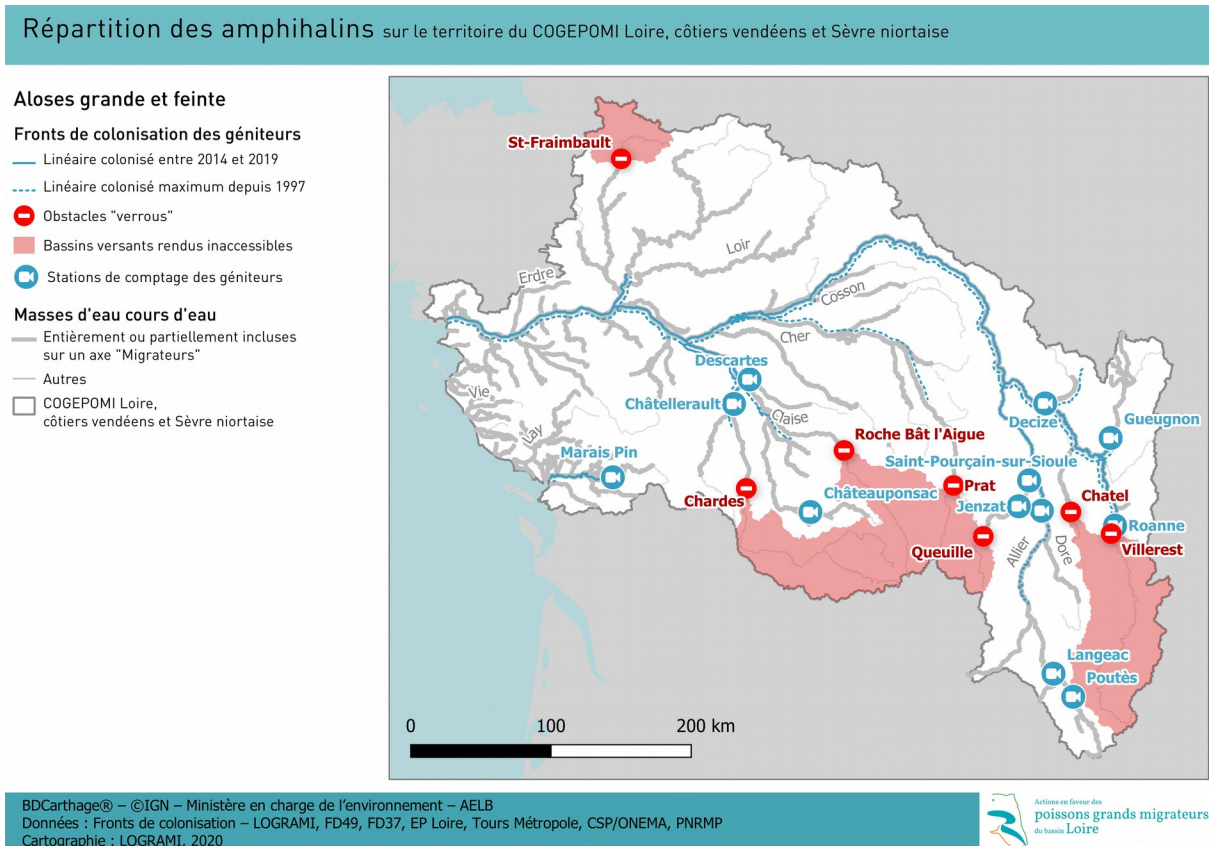 Répartition des amphihalins sur le territoire du COGEPOMI Loire, côtiers vendéens et Sèvre niortaise
Aloses grande et feinte
Fronts de colonisation des géniteurs
Linéaire colonisé entre 2014 et 2019
Linéaire colonisé maximum depuis 1997
Obstacles "verrous"
Bassins versants rendus inaccessibles
Stations de comptage des géniteurs
Masses d'eau cours d'eau
Entièrement ou partiellement incluses
sur un axe "Migrateurs"
Autres
COGEPOMI Loire,
côtiers vendéens et Sèvre niortaise
St-Fraimbault
Loir
Erdre
Cosson
Cher
Descartes
Vie
Châtellerault
Claise
Decize
Gueugnon
Lay
Roche Bât l'Aigue
Marais Pin
Saint-Pourçain-sur-Sioule
Prat
Châteauponsac
Chardes
Jenzat
Chatel
Roanne
Queuille
Allier
Dore
Villerest
Langeac
Poutès
0 100 200 km
BDCarthage® – ©IGN – Ministère en charge de l'environnement – AELB
Données : Fronts de colonisation – LOGRAMI, FD49, FD37, EP Loire, Tours Métropole, CSP/ONEMA, PNRMP
Cartographie : LOGRAMI, 2020
Actions en faveur des
poissons grands migrateurs
du bassin Loire